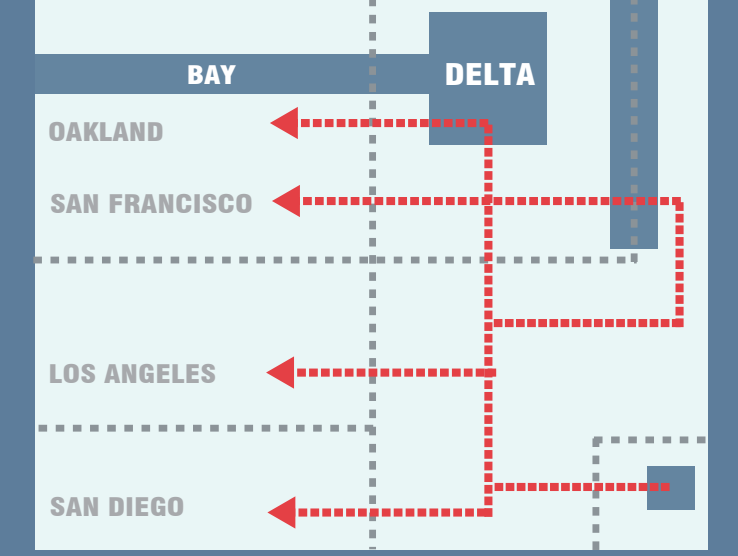 BAY
DELTA
OAKLAND
SAN FRANCISCO
LOS ANGELES
SAN DIEGO